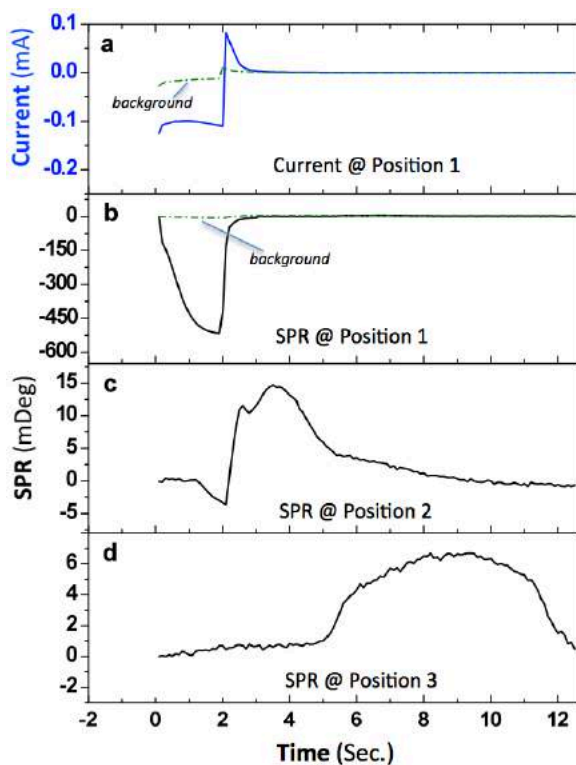 a
0.1
0.0
-0.1
-0.2
Current (mA)
background
Current @ Position 1
b
0
-150
-300
-450
-600
background
SPR @ Position 1
c
15
10
5
0
-5
SPR (mDeg)
SPR @ Position 2
d
6
4
2
0
-2
SPR @ Position 3
-2 0 2 4 6 8 10 12
Time (Sec.)